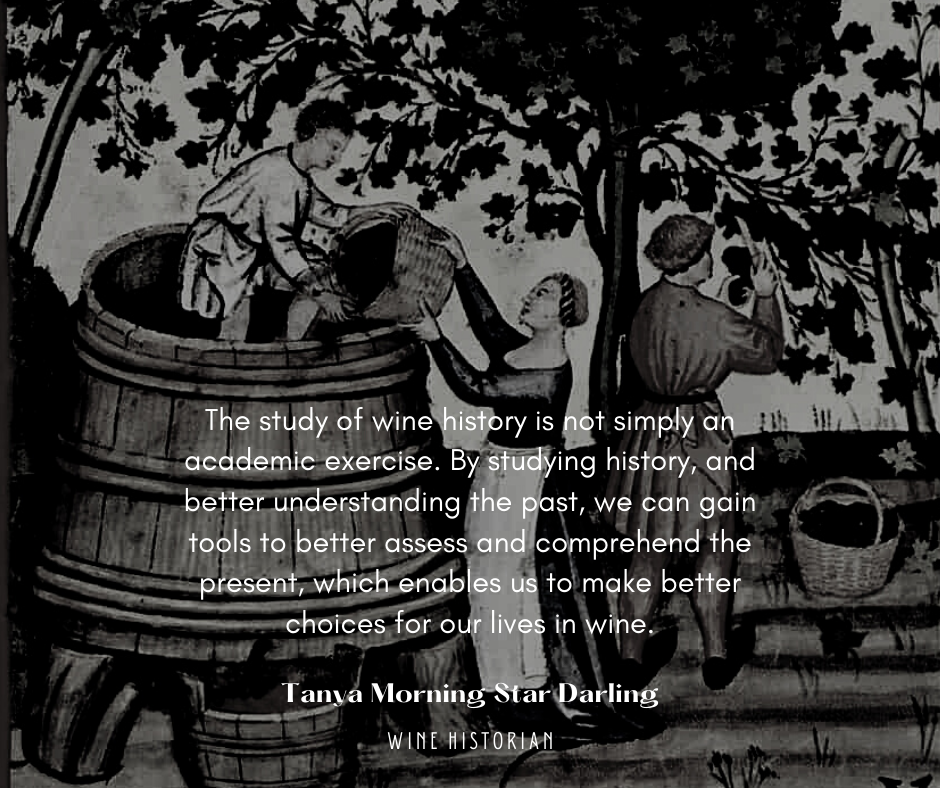 The study of wine history is not simply an
academic exercise. By studying history, and
better understanding the past, we can gain
tools to better assess and comprehend the
present, which enables us to make better
choices for our lives in wine.
Tanya Morning Star Darling
WINE HISTORIAN